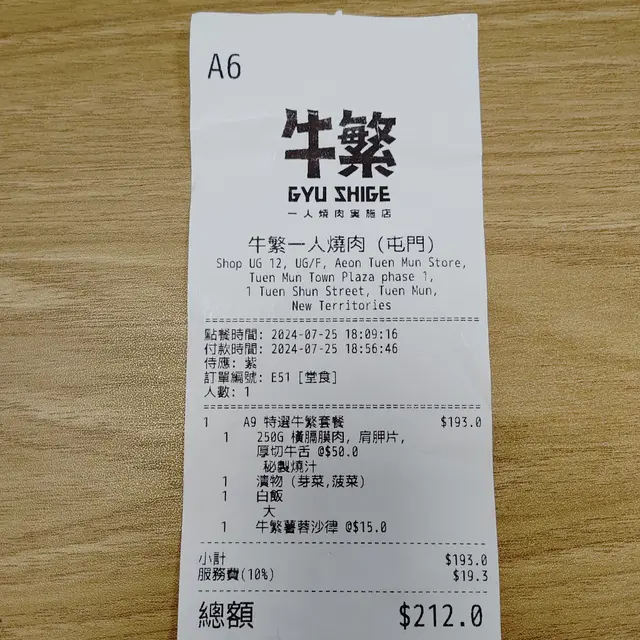 A6
牛繁
GYU SHIGE
一人燒肉實施店
牛繁一人燒肉 (屯門)
Shop UG 12, UG/F, Aeon Tuen Mun Store,
Tuen Mun Town Plaza phase 1,
1 Tuen Shun Street, Tuen Mun,
New Territories
點餐時間: 2024-07-25 18:09:16
付款時間: 2024-07-25 18:56:46
侍應: 紫
訂單編號: E51 [堂食]
人數: 1
1 A9 特選牛繁套餐 $193.0
1 250G 橫膈膜肉, 肩胛片,
厚切牛舌 @$50.0
秘製燒汁
1 漬物 (芽菜,菠菜)
1 白飯
大
1 牛繁薯蓉沙律 @$15.0
小計 $193.0
服務費(10%) $19.3
總額 $212.0